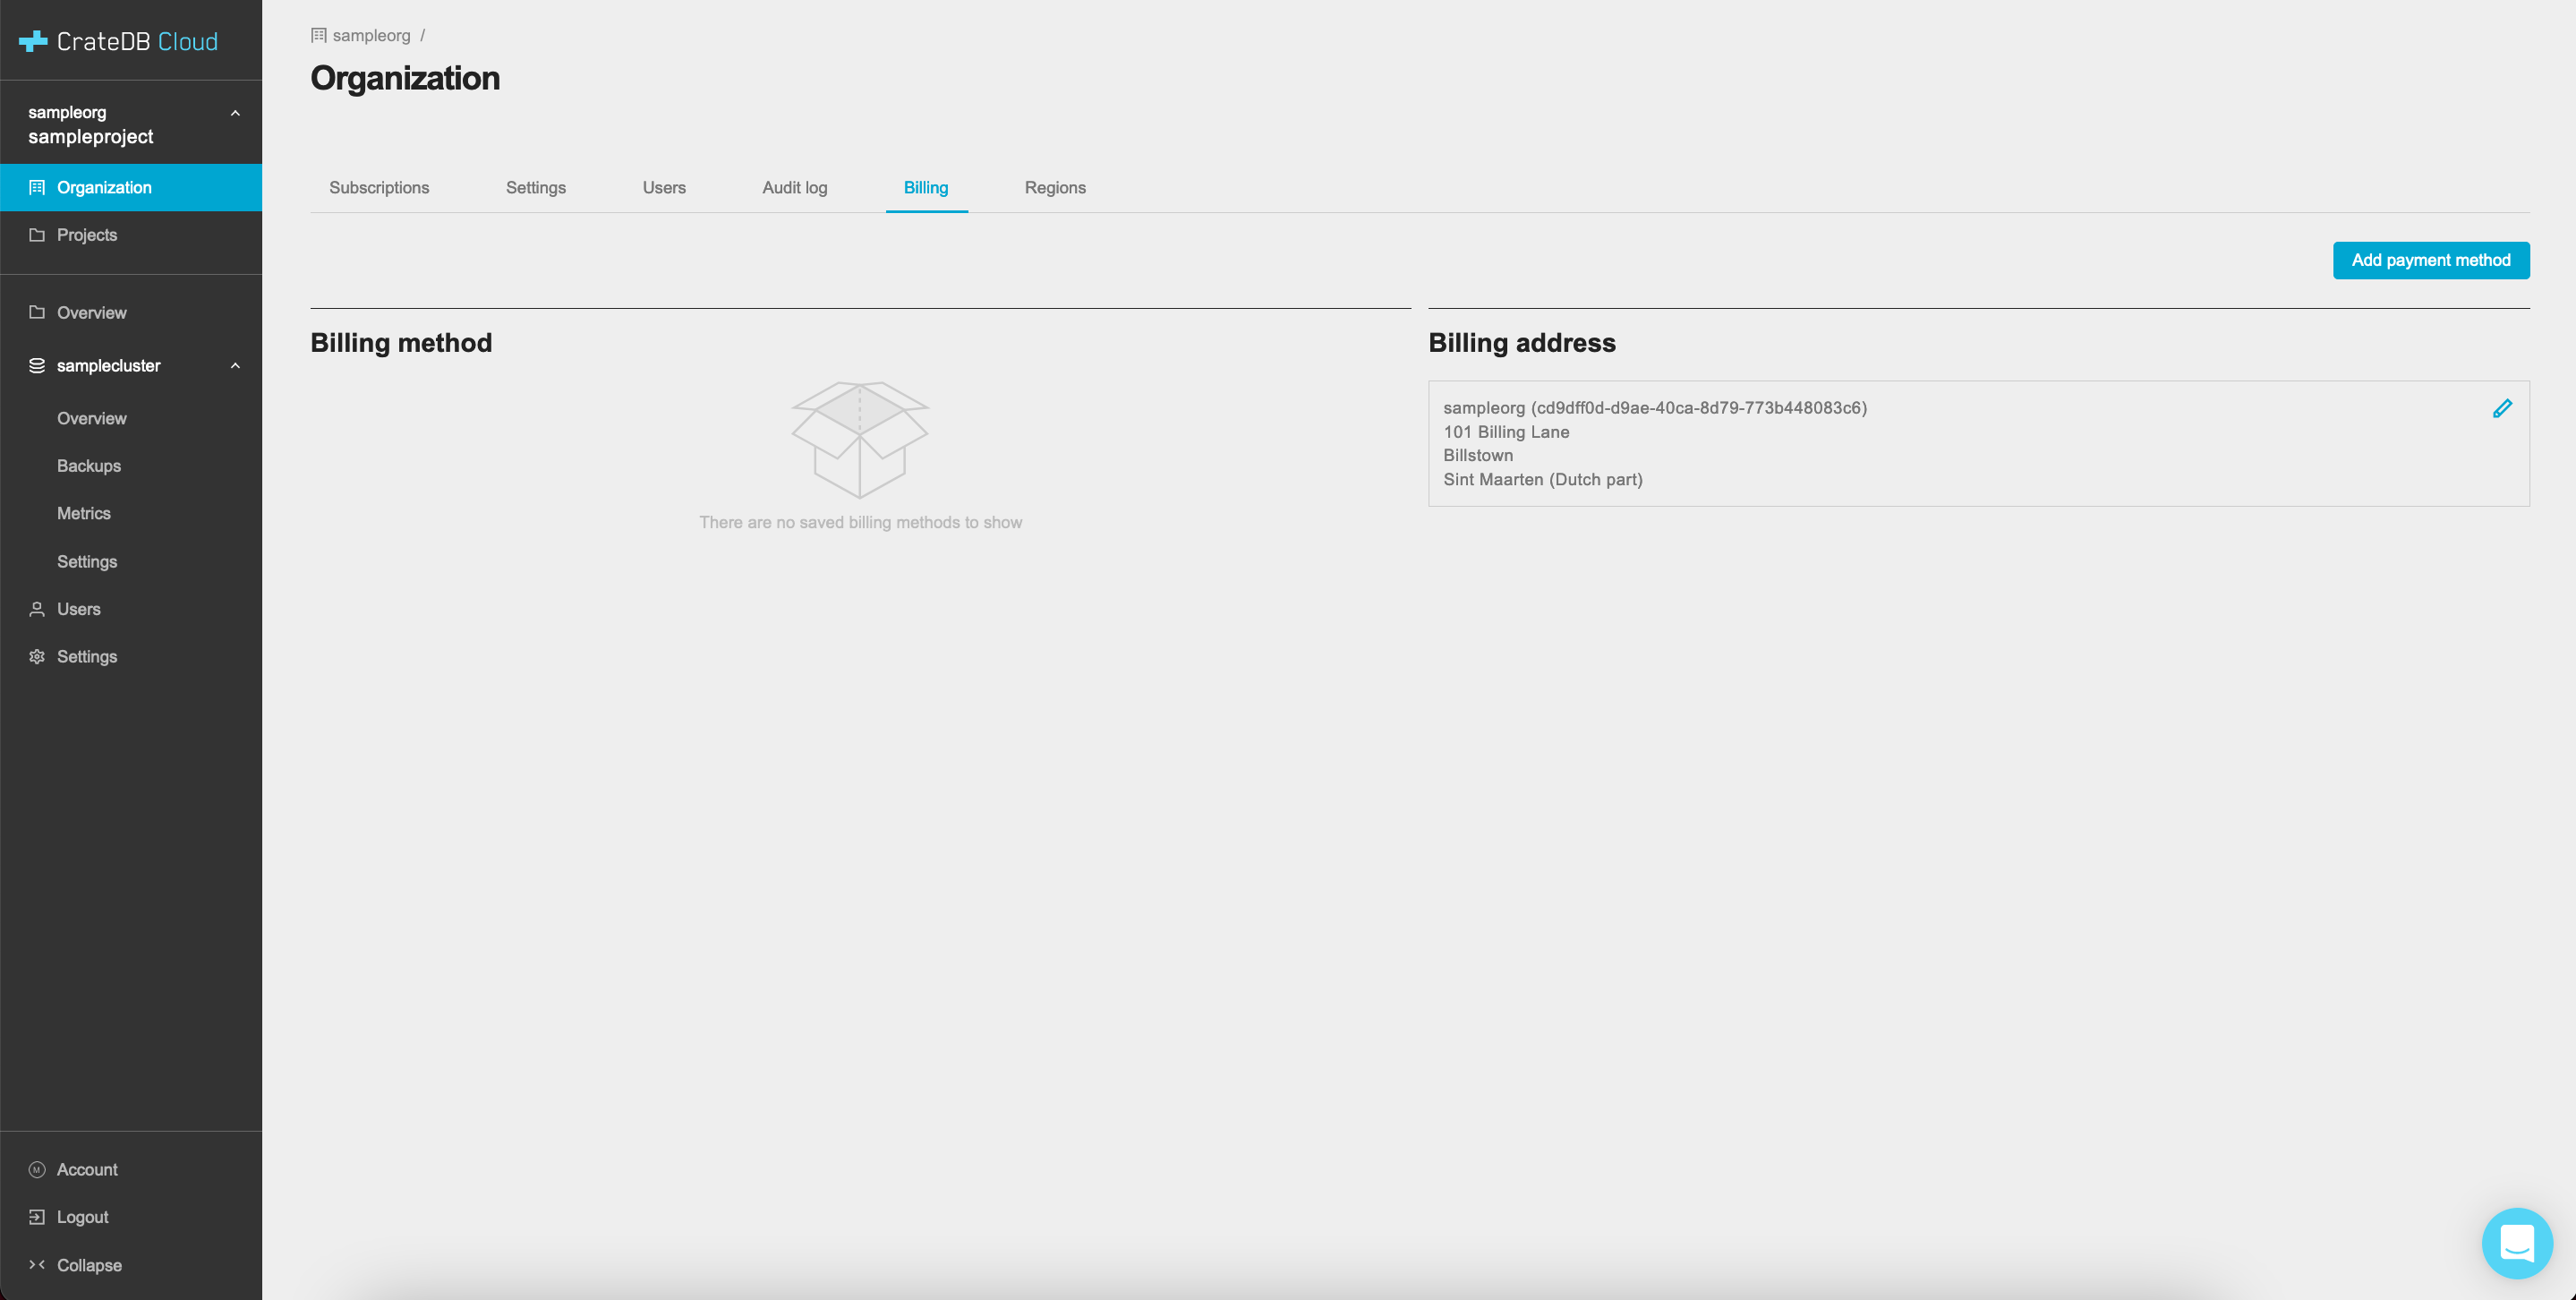 CrateDB Cloud
sampleorg
sampleproject
Organization
Projects
Overview
samplecluster
Overview
Backups
Metrics
Settings
Users
Settings
M Account
Logout
Collapse
sampleorg /
Organization
Subscriptions Settings Users Audit log Billing Regions
Add payment method
Billing method
There are no saved billing methods to show
Billing address
sampleorg (cd9dff0d-d9ae-40ca-8d79-773b448083c6)
101 Billing Lane
Billstown
Sint Maarten (Dutch part)